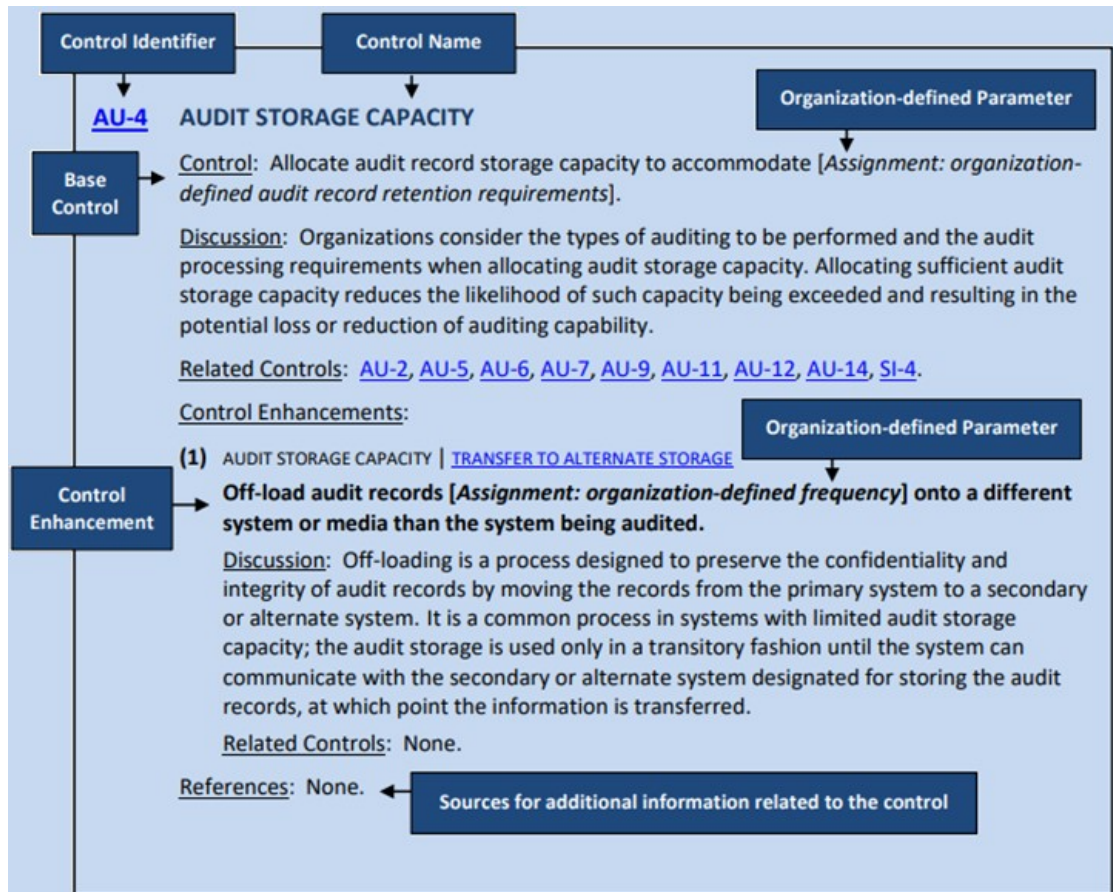 Control Identifier
Control Name
Organization-defined Parameter
AU-4 AUDIT STORAGE CAPACITY
Base
Control
Control: Allocate audit record storage capacity to accommodate [Assignment: organization-
defined audit record retention requirements].
Discussion: Organizations consider the types of auditing to be performed and the audit
processing requirements when allocating audit storage capacity. Allocating sufficient audit
storage capacity reduces the likelihood of such capacity being exceeded and resulting in the
potential loss or reduction of auditing capability.
Related Controls: AU-2, AU-5, AU-6, AU-7, AU-9, AU-11, AU-12, AU-14, SI-4.
Control Enhancements:
Organization-defined Parameter
(1) AUDIT STORAGE CAPACITY | TRANSFER TO ALTERNATE STORAGE
Control
Enhancement
Off-load audit records [Assignment: organization-defined frequency] onto a different
system or media than the system being audited.
Discussion: Off-loading is a process designed to preserve the confidentiality and
integrity of audit records by moving the records from the primary system to a secondary
or alternate system. It is a common process in systems with limited audit storage
capacity; the audit storage is used only in a transitory fashion until the system can
communicate with the secondary or alternate system designated for storing the audit
records, at which point the information is transferred.
Related Controls: None.
References: None.
Sources for additional information related to the control